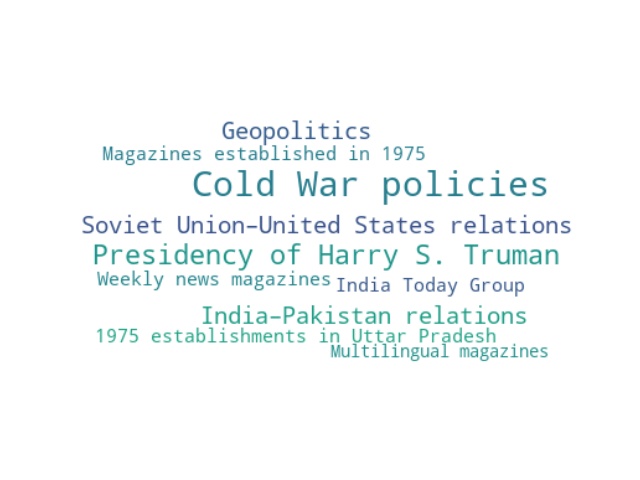 Geopolitics
Magazines established in 1975
Cold War policies
Soviet Union–United States relations
Presidency of Harry S. Truman
Weekly news magazines
India Today Group
India–Pakistan relations
1975 establishments in Uttar Pradesh
Multilingual magazines